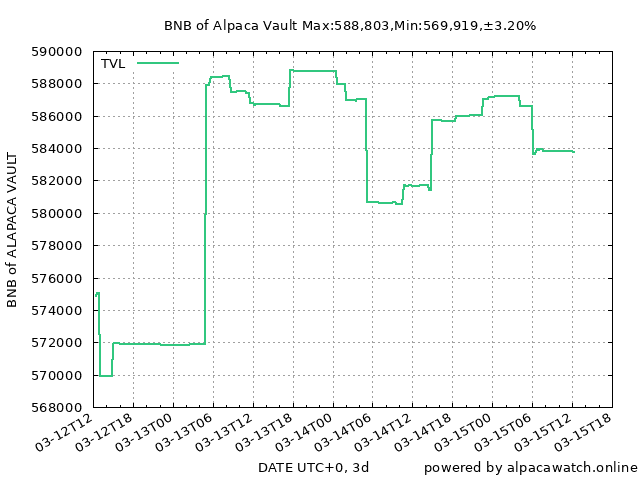 BNB of Alpaca Vault Max:588,803,Min:569,919,±3.20%
TVL
590000
588000
586000
584000
582000
580000
578000
576000
574000
572000
570000
568000
BNB of ALAPACA VAULT
03-12T12
03-12T18
03-13T00
03-13T06
03-13T12
03-13T18
03-14T00
03-14T06
03-14T12
03-14T18
03-15T00
03-15T06
03-15T12
03-15T18
DATE UTC+0, 3d
powered by alpacawatch.online